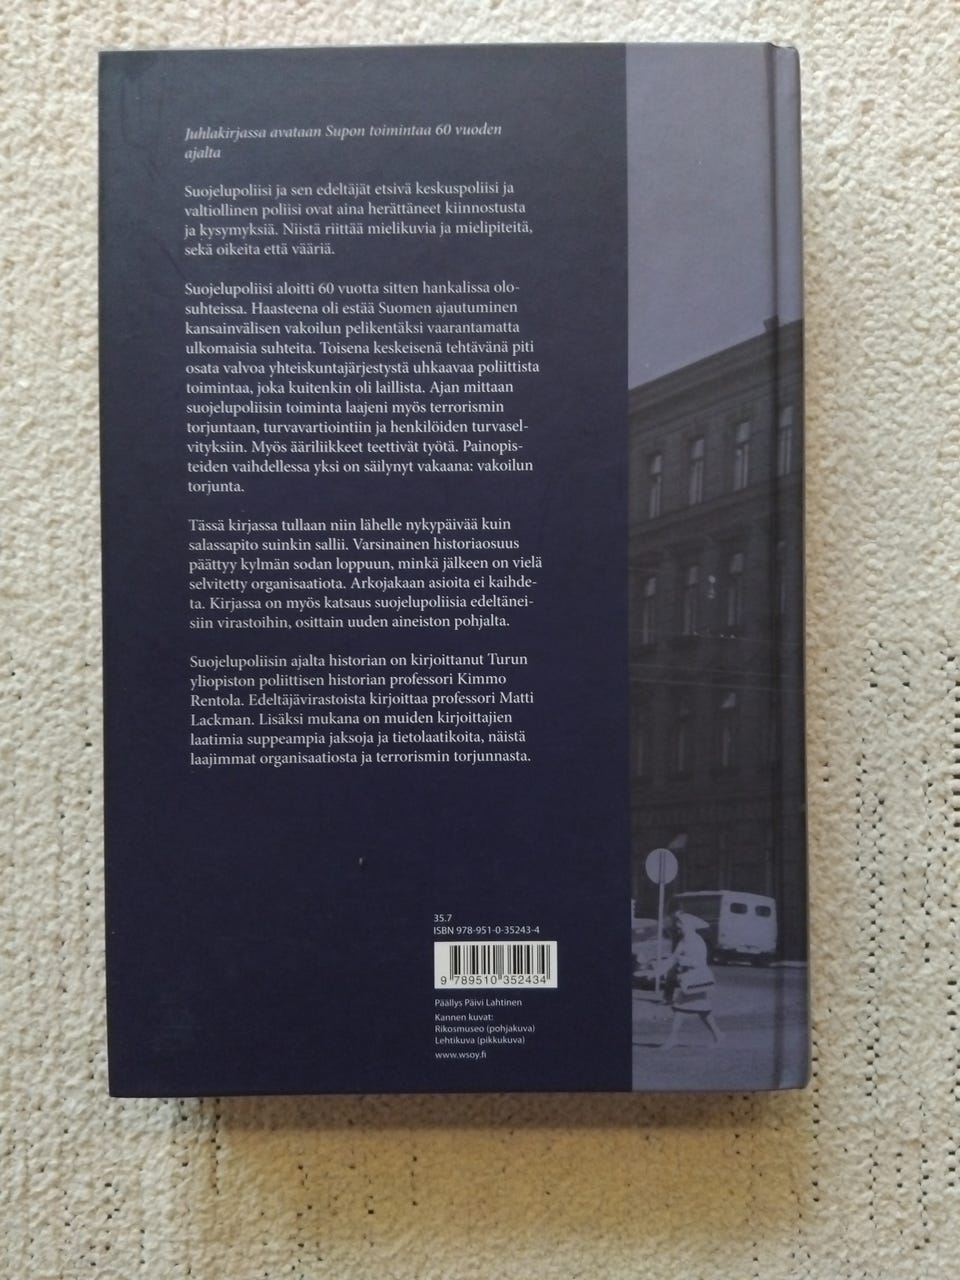 Juhlakirjassa avataan Supon toimintaa 60 vuoden
ajalta
Suojelupoliisi ja sen edeltäjät etsivä keskuspoliisi ja
valtiollinen poliisi ovat aina herättäneet kiinnostusta
ja kysymyksiä. Niistä riittää mielikuvia ja mielipiteitä,
sekä oikeita että vääriä.
Suojelupoliisi aloitti 60 vuotta sitten hankalissa olo-
suhteissa. Haasteena oli estää Suomen ajautuminen
kansainvälisen vakoilun pelikentäksi vaarantamatta
ulkomaisia suhteita. Toisena keskeisenä tehtävänä piti
osata valvoa yhteiskuntajärjestystä uhkaavaa poliittista
toimintaa, joka kuitenkin oli laillista. Ajan mittaan
suojelupoliisin toiminta laajeni myös terrorismin
torjuntaan, turvavartiointiin ja henkilöiden turvasel-
vityksiin. Myös ääriliikkeet teettivät työtä. Painopis-
teiden vaihdellessa yksi on säilynyt vakaana: vakoilun
torjunta.
Tässä kirjassa tullaan niin lähelle nykypäivää kuin
salassapito suinkin sallii. Varsinainen historiaosuus
päättyy kylmän sodan loppuun, minkä jälkeen on vielä
selvitetty organisaatiota. Arkojakaan asioita ei kaihde-
ta. Kirjassa on myös katsaus suojelupoliisia edeltänei-
siin virastoihin, osittain uuden aineiston pohjalta.
Suojelupoliisin ajalta historian on kirjoittanut Turun
yliopiston poliittisen historian professori Kimmo
Rentola. Edeltäjävirastoista kirjoittaa professori Matti
Lackman. Lisäksi mukana on muiden kirjoittajien
laatimia suppeampia jaksoja ja tietolaatikoita, näistä
laajimmat organisaatiosta ja terrorismin torjunnasta.
35.7
ISBN 978-951-0-35243-4
9 789510 352434
Päällys Päivi Lahtinen
Kannen kuvat:
Rikosmuseo (pohjakuva)
Lehtikuva (pikkukuva)
www.wsoy.fi